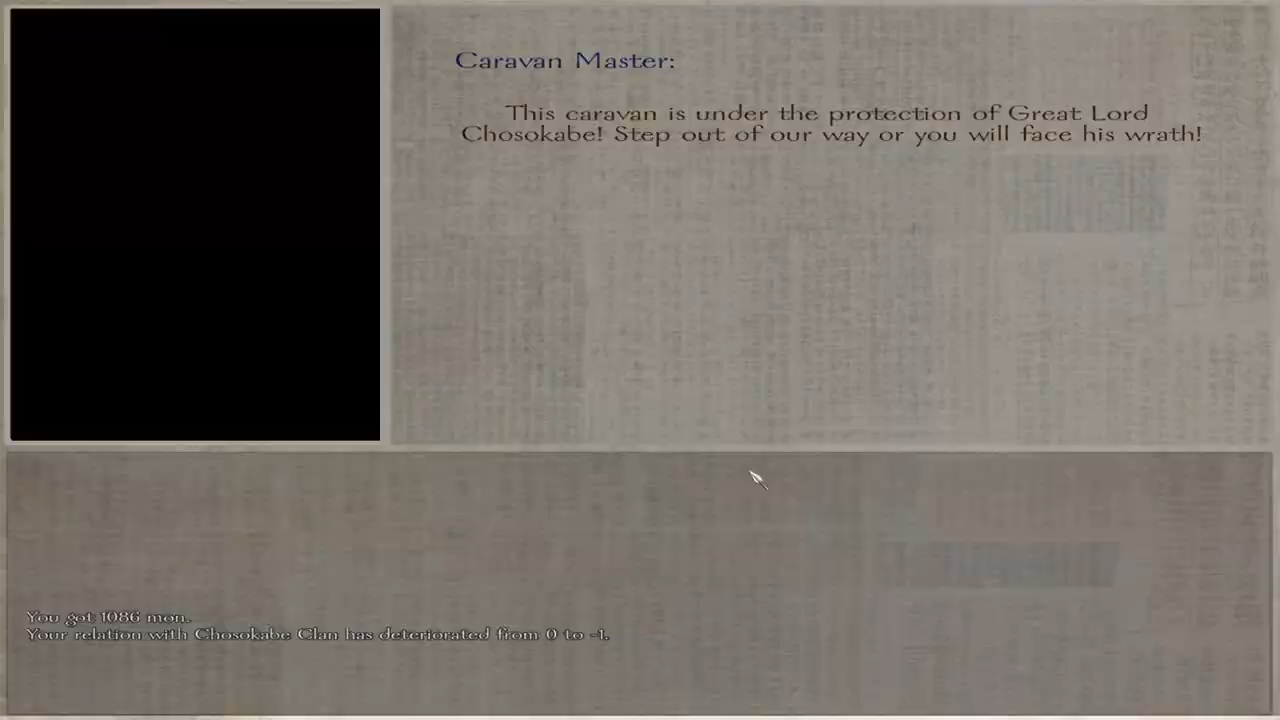 Caravan Master:
This caravan is under the protection of Great Lord
Chosokabe! Step out of our way or you will face his wrath!
You got 1086 mon.
Your relation with Chosokabe Clan has deteriorated from 0 to -1.